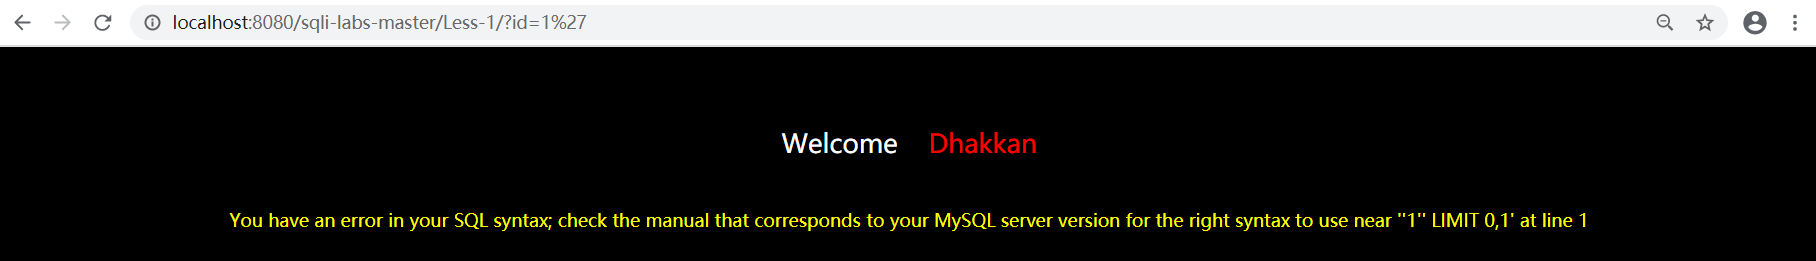 localhost:8080/sqli-labs-master/Less-1/?id=1%27
Welcome Dhakkan
You have an error in your SQL syntax; check the manual that corresponds to your MySQL server version for the right syntax to use near ''1'' LIMIT 0,1' at line 1